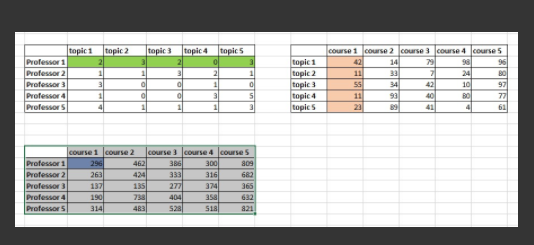 topic 1 topic 2 topic 3 topic 4 topic 5
Professor 1 2 3 2 0 3
Professor 2 1 1 3 2 1
Professor 3 3 0 0 1 0
Professor 4 1 0 0 3 5
Professor 5 4 1 1 1 3
course 1 course 2 course 3 course 4 course 5
topic 1 42 14 79 98 96
topic 2 11 33 7 24 80
topic 3 55 34 42 10 97
topic 4 11 93 40 80 77
topic 5 23 89 41 4 61
course 1 course 2 course 3 course 4 course 5
Professor 1 296 462 386 300 809
Professor 2 263 424 333 316 682
Professor 3 137 135 277 374 365
Professor 4 190 738 404 358 632
Professor 5 314 483 528 518 821